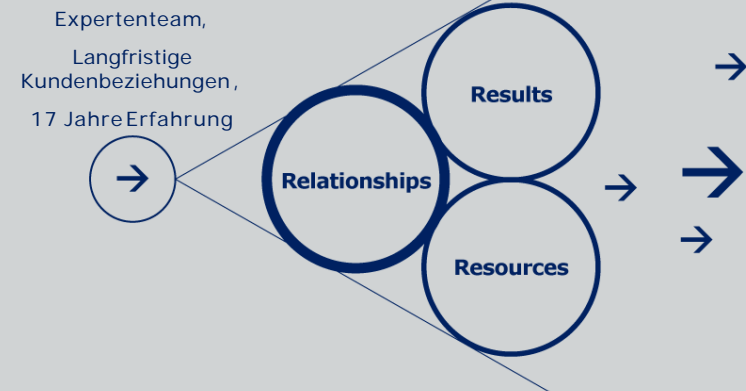 Expertenteam,
Langfristige
Kundenbeziehungen,
17 Jahre Erfahrung
Results
Relationships
Resources